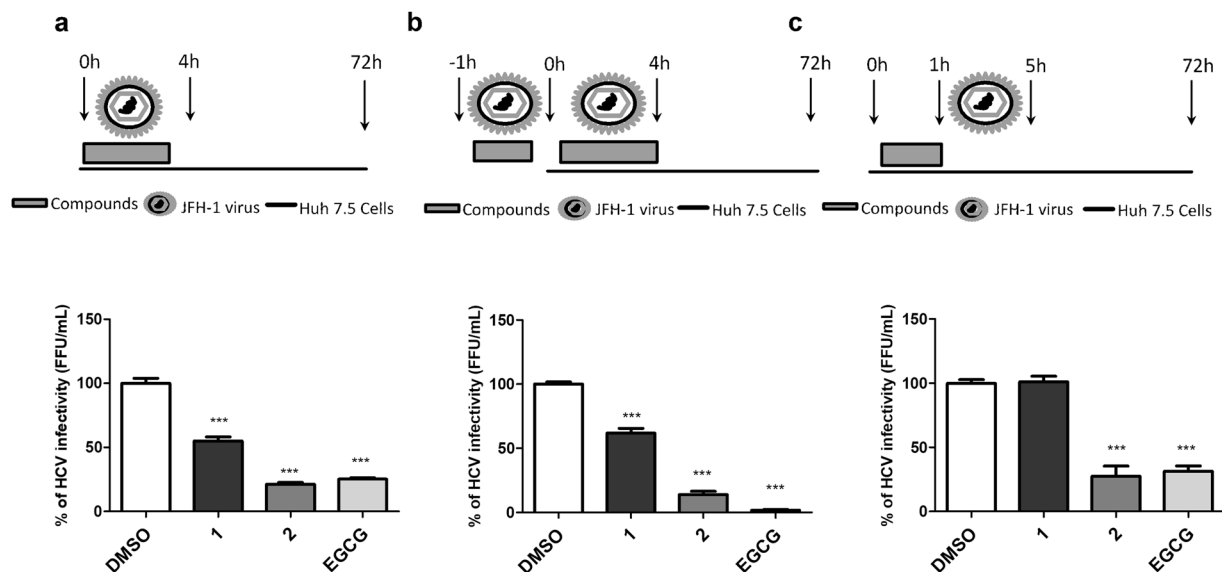 a
0h 4h 72h
Compounds JFH-1 virus Huh 7.5 Cells
b
-1h 0h 4h 72h
Compounds JFH-1 virus Huh 7.5 Cells
c
0h 1h 5h 72h
Compounds JFH-1 virus Huh 7.5 Cells
% of HCV infectivity (FFU/mL)
150
100
50
0
***
***
***
DMSO 1 2 EGCG
% of HCV infectivity (FFU/mL)
150
100
50
0
***
***
***
DMSO 1 2 EGCG
% of HCV infectivity (FFU/mL)
150
100
50
0
***
***
DMSO 1 2 EGCG